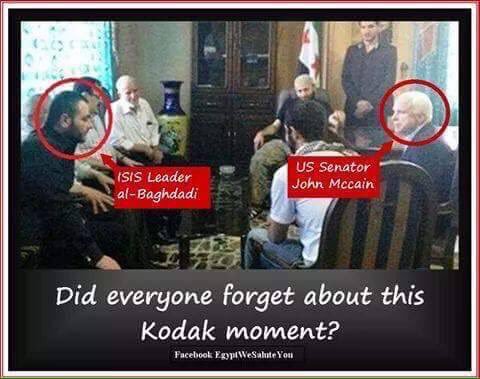 ISIS Leader
al-Baghdadi
US Senator
John Mccain
Did everyone forget about this
Kodak moment?
Facebook EgyptWeSaluteYou